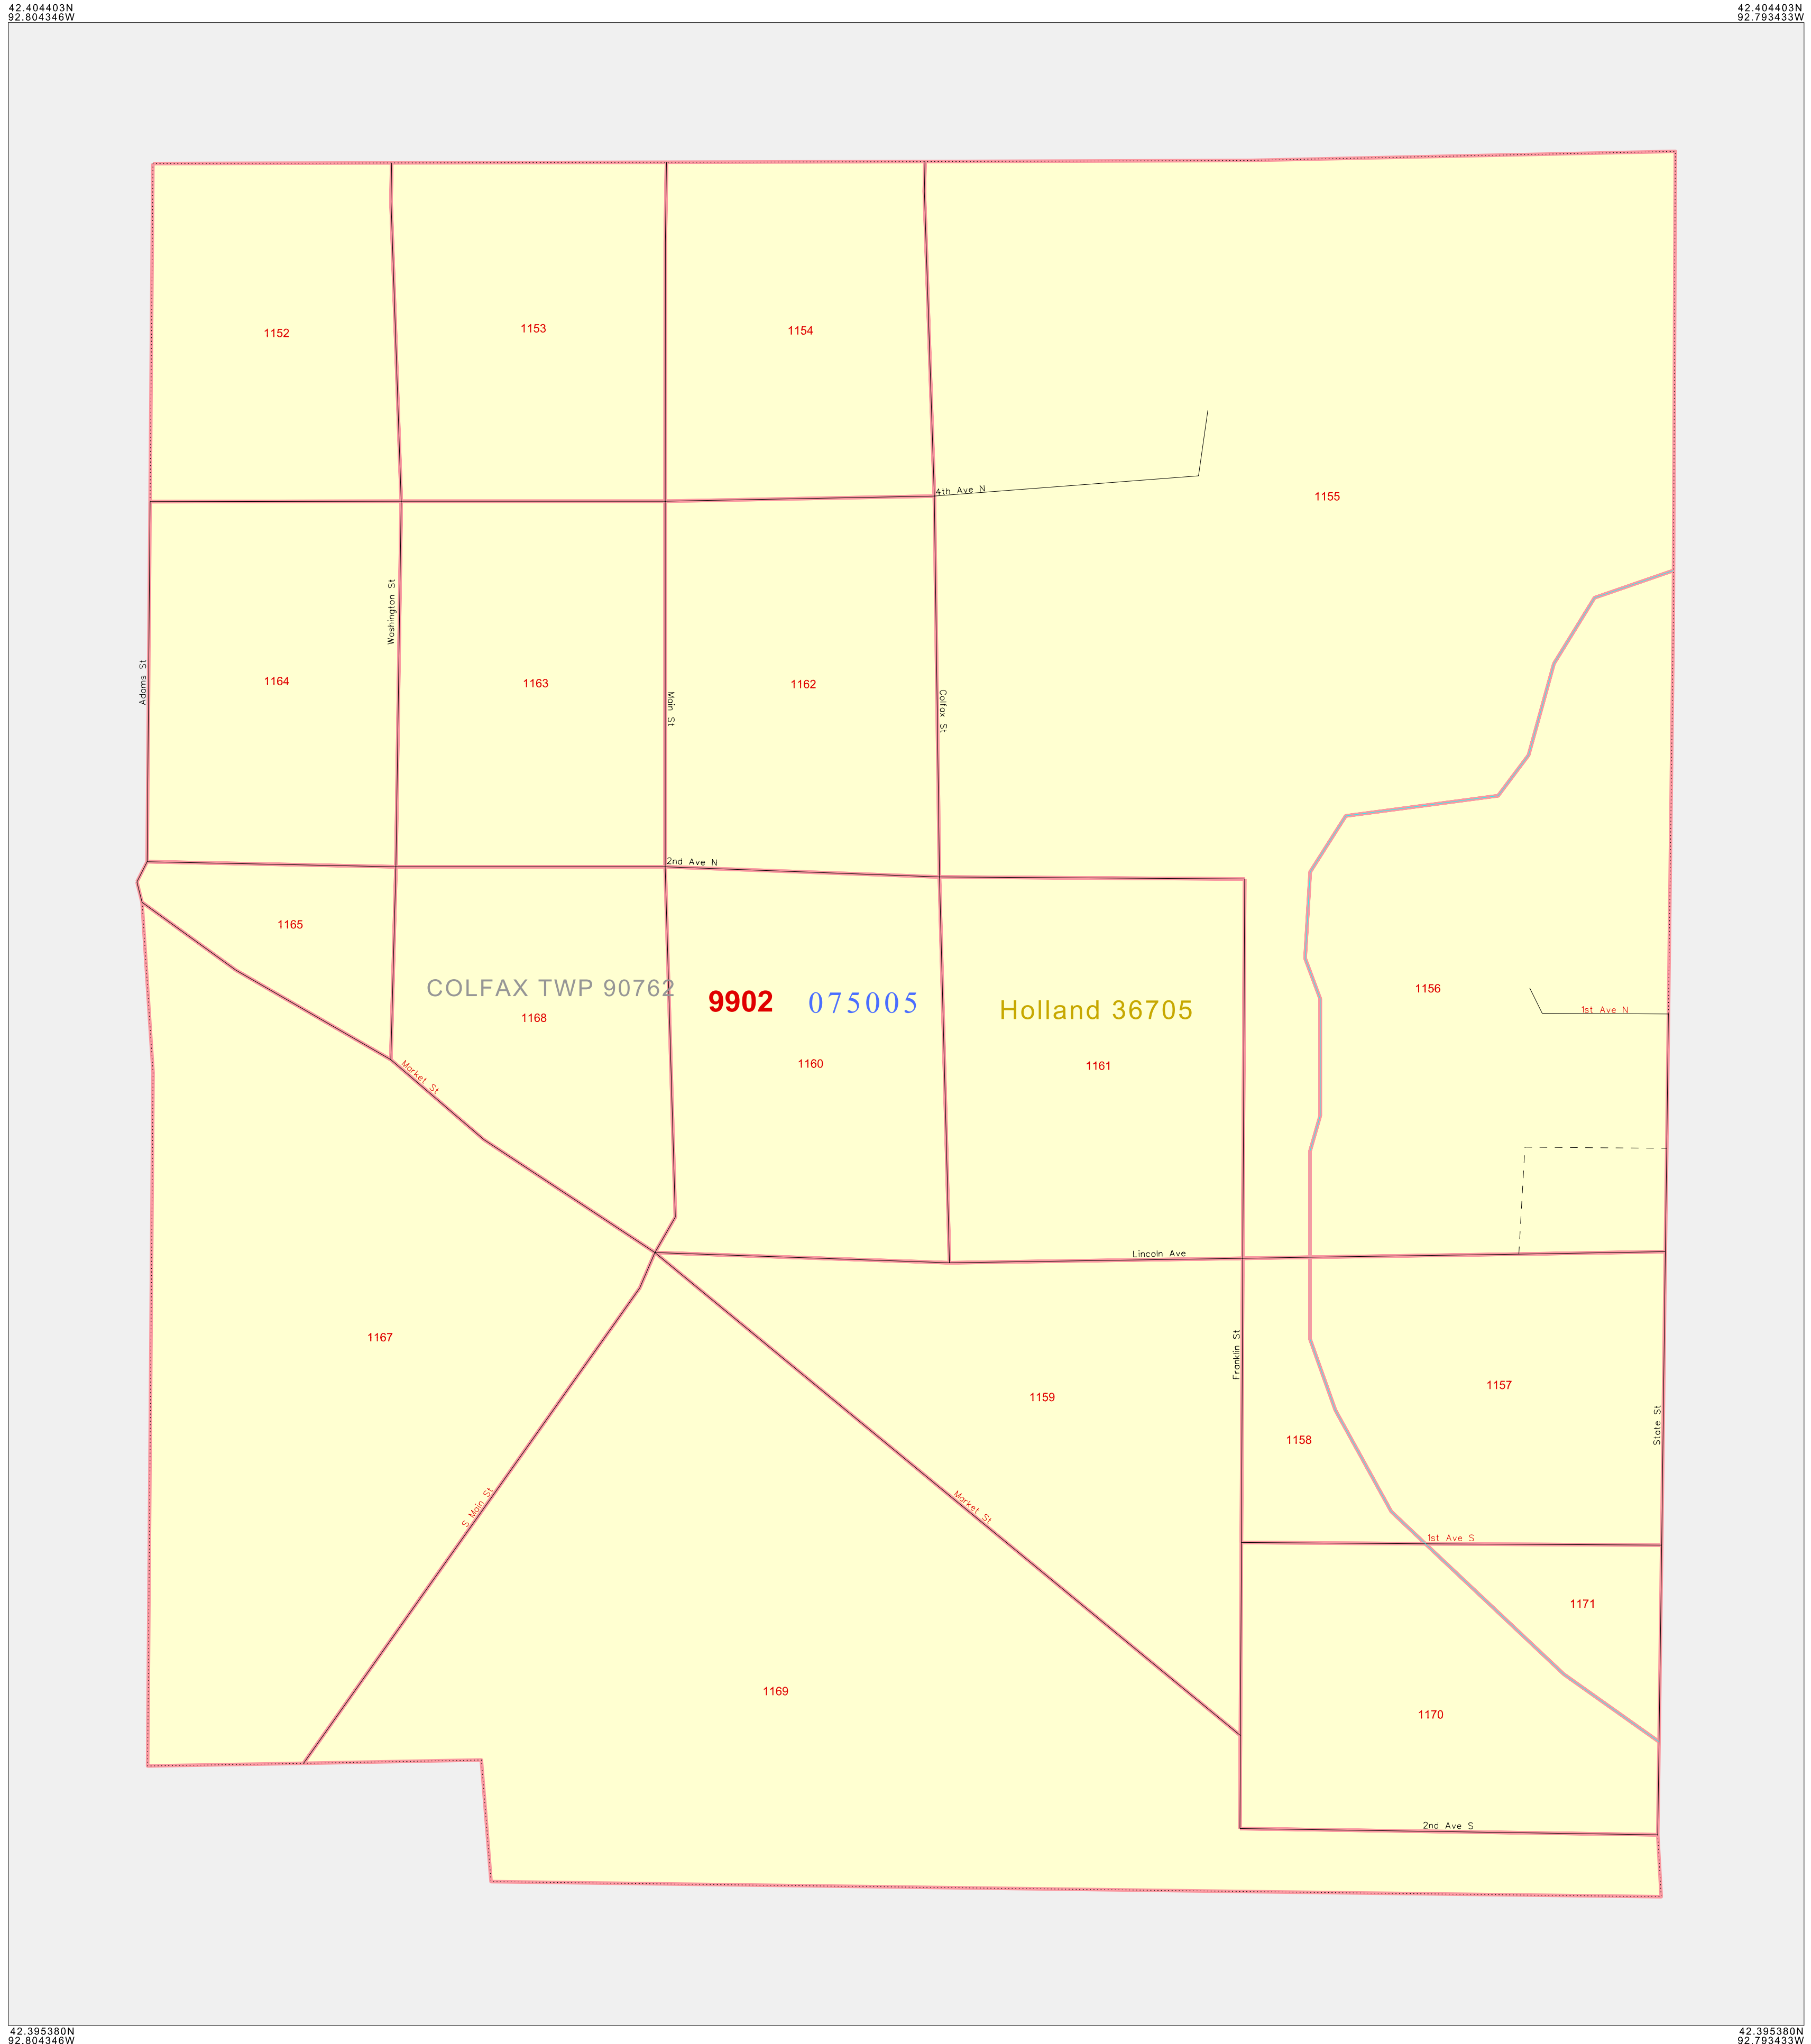 42.404403N
92.804346W
42.404403N
92.793433W
1152
1153
1154
4th Ave N
1155
Washington St
Adams St
1164
1163
Main St
1162
Colfax St
2nd Ave N
1165
COLFAX TWP 90762
1168
9902
075005
Holland 36705
1156
1st Ave N
Market St
1160
1161
Lincoln Ave
1167
Franklin St
1159
1157
1158
State St
S Main St
Market St
1st Ave S
1171
1169
1170
2nd Ave S
42.395380N
92.804346W
42.395380N
92.793433W